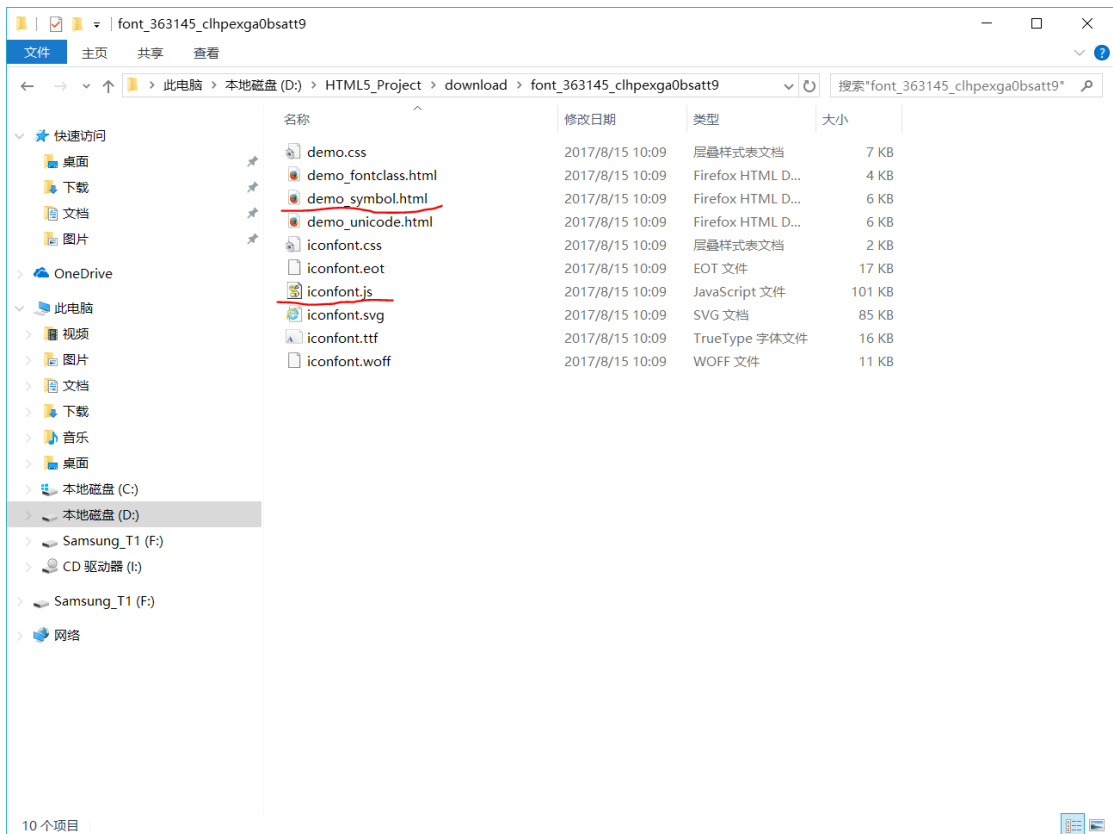 font_363145_clhpexga0bsatt9
文件 主页 共享 查看
此电脑 本地磁盘 (D:) HTML5_Project download font_363145_clhpexga0bsatt9 搜索"font_363145_clhpexga0bsatt9"
名称 修改日期 类型 大小
快速访问
桌面
下载
文档
图片
OneDrive
此电脑
视频
图片
文档
下载
音乐
桌面
本地磁盘 (C:)
本地磁盘 (D:)
Samsung_T1 (F:)
CD 驱动器 (I:)
Samsung_T1 (F:)
网络
demo.css 2017/8/15 10:09 层叠样式表文档 7 KB
demo_fontclass.html 2017/8/15 10:09 Firefox HTML D... 4 KB
demo_symbol.html 2017/8/15 10:09 Firefox HTML D... 6 KB
demo_unicode.html 2017/8/15 10:09 Firefox HTML D... 6 KB
iconfont.css 2017/8/15 10:09 层叠样式表文档 2 KB
iconfont.eot 2017/8/15 10:09 EOT 文件 17 KB
iconfont.js 2017/8/15 10:09 JavaScript 文件 101 KB
iconfont.svg 2017/8/15 10:09 SVG 文档 85 KB
iconfont.ttf 2017/8/15 10:09 TrueType 字体文件 16 KB
iconfont.woff 2017/8/15 10:09 WOFF 文件 11 KB
10 个项目